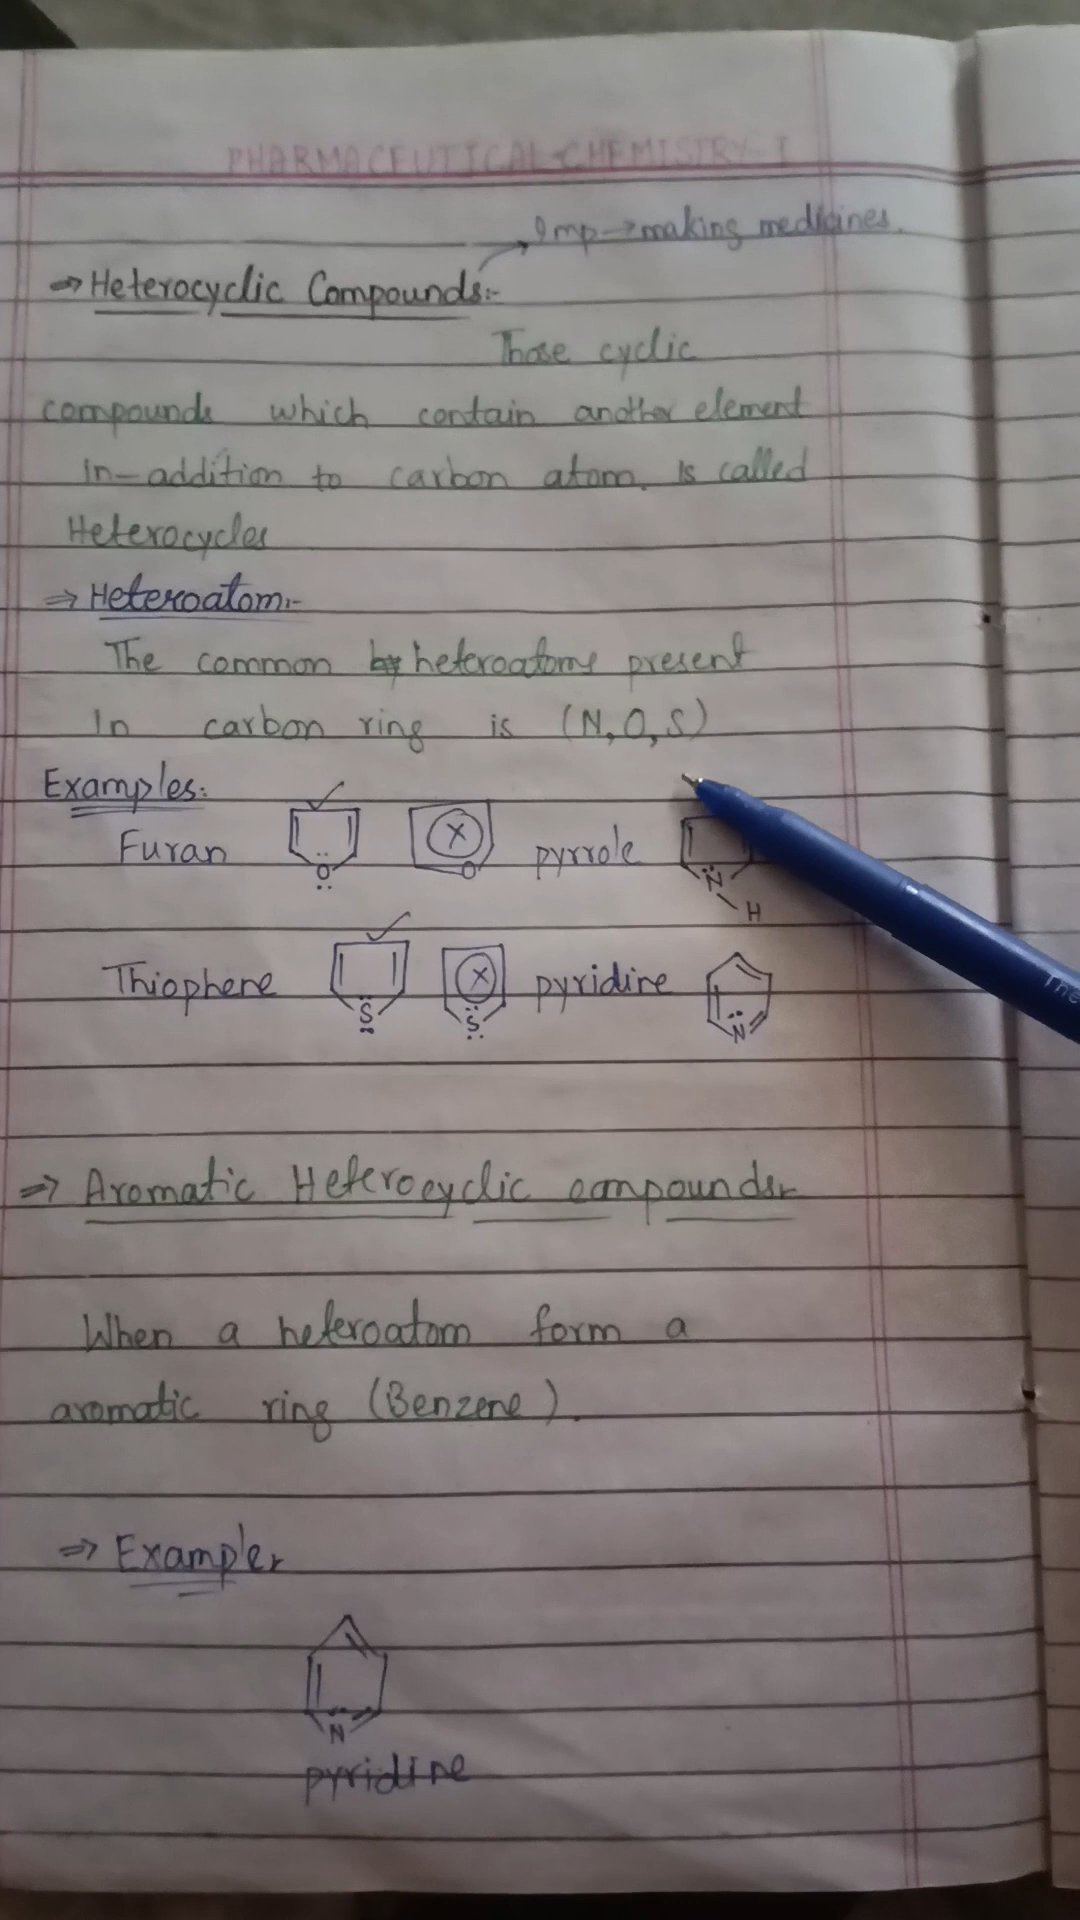 PHARMACEUTICAL CHEMISTRY-I
Imp→making medicines.
⇒ Heterocyclic Compounds:-
Those cyclic
compounds which contain another element
in-addition to carbon atom. Is called
Heterocycles
⇒ Heteroatom:-
The common heteroatoms present
In carbon ring is (N,O,S)
Examples:
Furan O X O pyrrole N H
Thiophene S X S pyridine N
The
⇒ Aromatic Heterocyclic compounds:-
When a heteroatom form a
aromatic ring (Benzene).
⇒ Example:-
N
pyridine